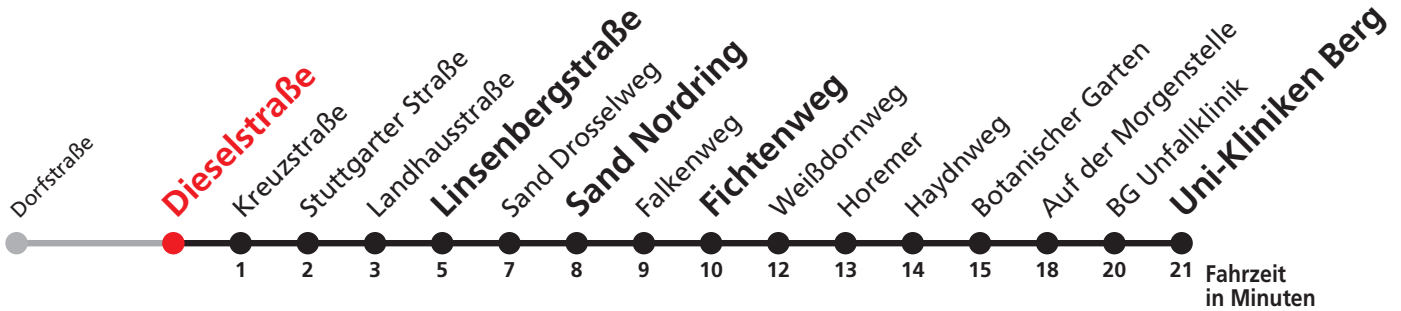 Dorfstraße
Dieselstraße
Kreuzstraße
Stuttgarter Straße
Landhausstraße
Linsenbergstraße
Sand Drosselweg
Sand Nordring
Falkenweg
Fichtenweg
Weißdornweg
Horemer
Haydnweg
Botanischer Garten
Auf der Morgenstelle
BG Unfallklinik
Uni-Kliniken Berg
1 2 3 5 7 8 9 10 12 13 14 15 18 20 21
Fahrzeit
in Minuten